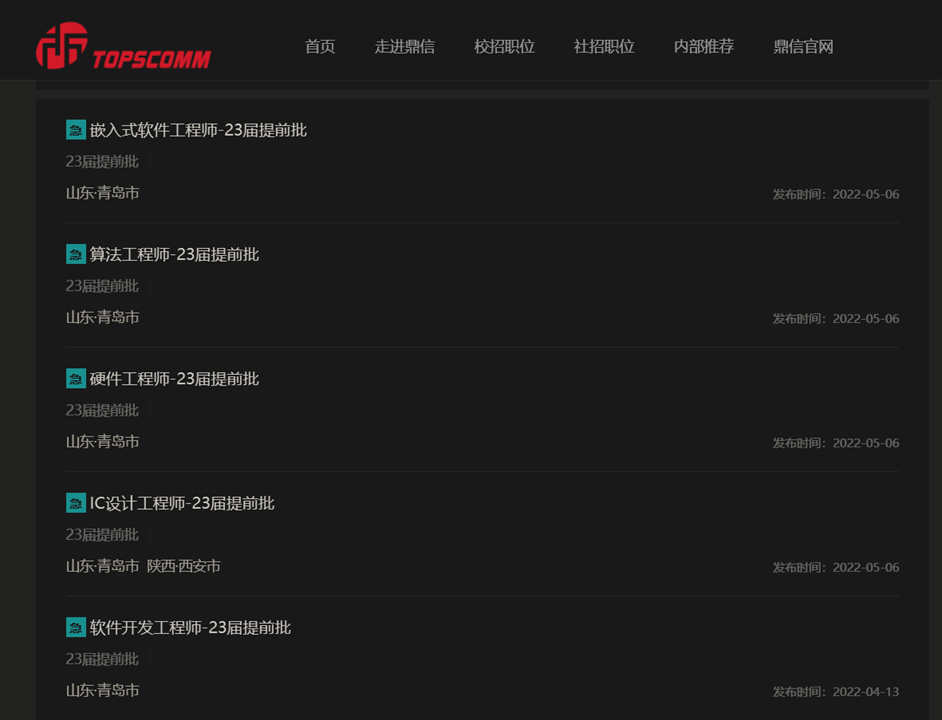 TOPSCOMM 首页 走进鼎信 校招职位 社招职位 内部推荐 鼎信官网
急 嵌入式软件工程师-23届提前批
23届提前批
山东·青岛市 发布时间：2022-05-06
急 算法工程师-23届提前批
23届提前批
山东·青岛市 发布时间：2022-05-06
急 硬件工程师-23届提前批
23届提前批
山东·青岛市 发布时间：2022-05-06
急 IC设计工程师-23届提前批
23届提前批
山东·青岛市 陕西·西安市 发布时间：2022-05-06
急 软件开发工程师-23届提前批
23届提前批
山东·青岛市 发布时间：2022-04-13